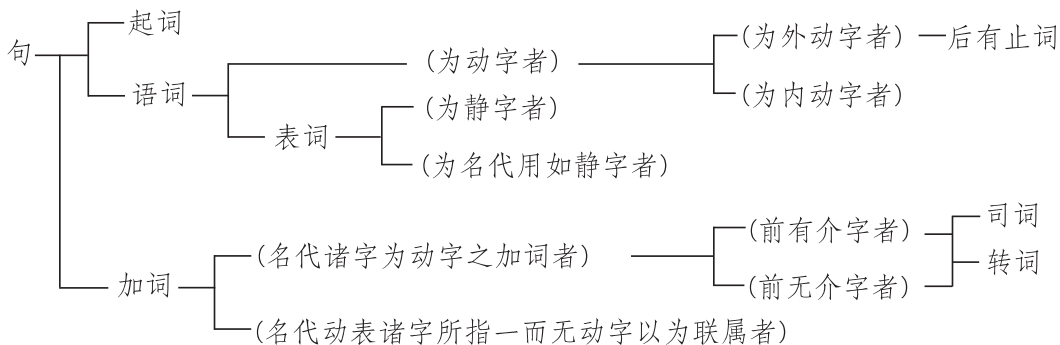 句
起词
语词
(为动字者)
(为外动字者)
后有止词
(为内动字者)
表词
(为静字者)
(为名代用如静字者)
加词
(名代诸字为动字之加词者)
(前有介字者)
司词
(前无介字者)
转词
(名代动表诸字所指一而无动字以为联属者)